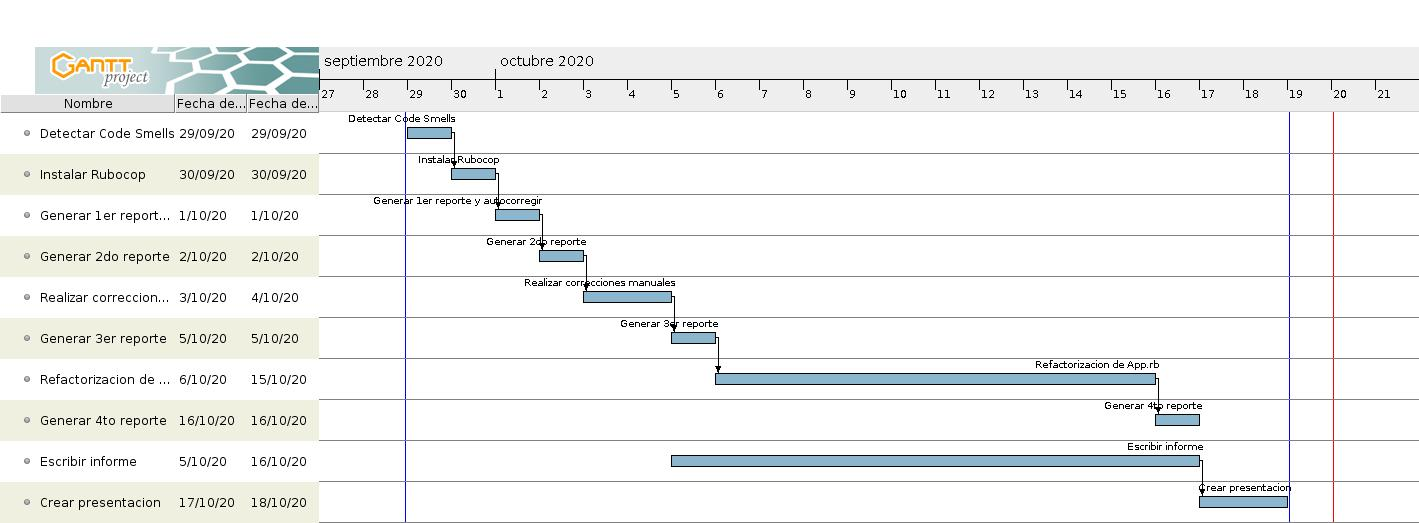 septiembre 2020 octubre 2020
GANTT
project
27 28 29 30 1 2 3 4 5 6 7 8 9 10 11 12 13 14 15 16 17 18 19 20 21
Nombre Fecha de... Fecha de...
Detectar Code Smells
Detectar Code Smells 29/09/20 29/09/20
Instalar Rubocop
Instalar Rubocop 30/09/20 30/09/20
Generar 1er reporte y autocorregir
Generar 1er report... 1/10/20 1/10/20
Generar 2do reporte
Generar 2do reporte 2/10/20 2/10/20
Realizar correcciones manuales
Realizar correccion... 3/10/20 4/10/20
Generar 3er reporte
Generar 3er reporte 5/10/20 5/10/20
Refactorizacion de App.rb
Refactorizacion de ... 6/10/20 15/10/20
Generar 4to reporte
Generar 4to reporte 16/10/20 16/10/20
Escribir informe
Escribir informe 5/10/20 16/10/20
Crear presentacion
Crear presentacion 17/10/20 18/10/20